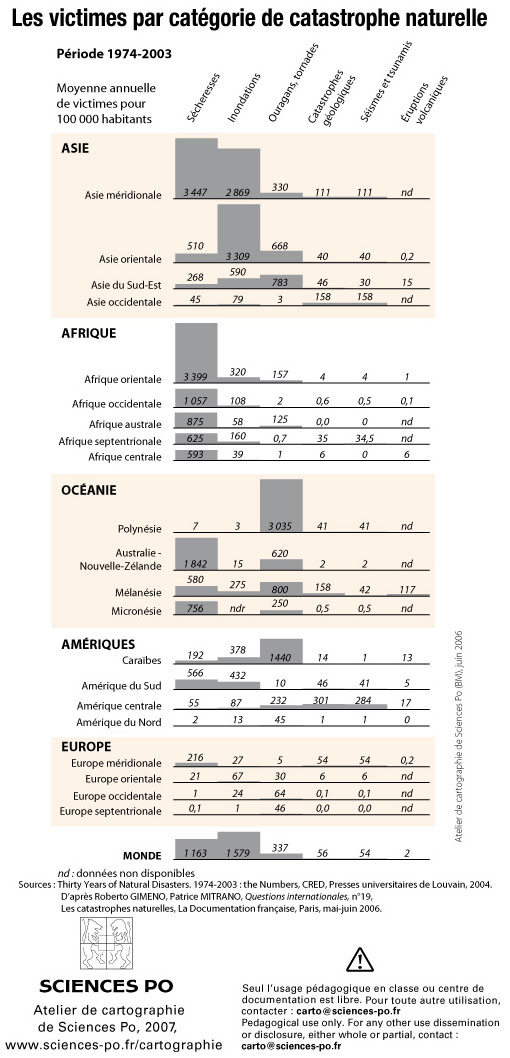 Les victimes par catégorie de catastrophe naturelle
Période 1974-2003
Moyenne annuelle
de victimes pour
100 000 habitants
Sécheresses
Inondations
Ouragans, tornades
Catastrophes
géologiques
Séismes et tsunamis
Éruptions
volcaniques
ASIE
Asie méridionale 3 447 2 869 330 111 111 nd
Asie orientale 510 3 309 668 40 40 0,2
Asie du Sud-Est 268 590 783 46 30 15
Asie occidentale 45 79 3 158 158 nd
AFRIQUE
Afrique orientale 3 399 320 157 4 4 1
Afrique occidentale 1 057 108 2 0,6 0,5 0,1
Afrique australe 875 58 125 0,0 0 nd
Afrique septentrionale 625 160 0,7 35 34,5 nd
Afrique centrale 593 39 1 6 0 6
OCÉANIE
Polynésie 7 3 3 035 41 41 nd
Australie -
Nouvelle-Zélande 1 842 15 620 2 2 nd
Mélanésie 580 275 800 158 42 117
Micronésie 756 ndr 250 0,5 0,5 nd
AMÉRIQUES
Caraïbes 192 378 1440 14 1 13
Amérique du Sud 566 432 10 46 41 5
Amérique centrale 55 87 232 301 284 17
Amérique du Nord 2 13 45 1 1 0
EUROPE
Europe méridionale 216 27 5 54 54 0,2
Europe orientale 21 67 30 6 6 nd
Europe occidentale 1 24 64 0,1 0,1 nd
Europe septentrionale 0,1 1 46 0,0 0,0 nd
MONDE 1 163 1 579 337 56 54 2
Atelier de cartographie de Sciences Po (BM), juin 2006
nd : données non disponibles
Sources : Thirty Years of Natural Disasters. 1974-2003 : the Numbers, CRED, Presses universitaires de Louvain, 2004.
D'après Roberto GIMENO, Patrice MITRANO, Questions internationales, n°19,
Les catastrophes naturelles, La Documentation française, Paris, mai-juin 2006.
SCIENCES PO
Atelier de cartographie
de Sciences Po, 2007,
www.sciences-po.fr/cartographie
Seul l'usage pédagogique en classe ou centre de
documentation est libre. Pour toute autre utilisation,
contacter : carto@sciences-po.fr
Pedagogical use only. For any other use dissemination
or disclosure, either whole or partial, contact :
carto@sciences-po.fr